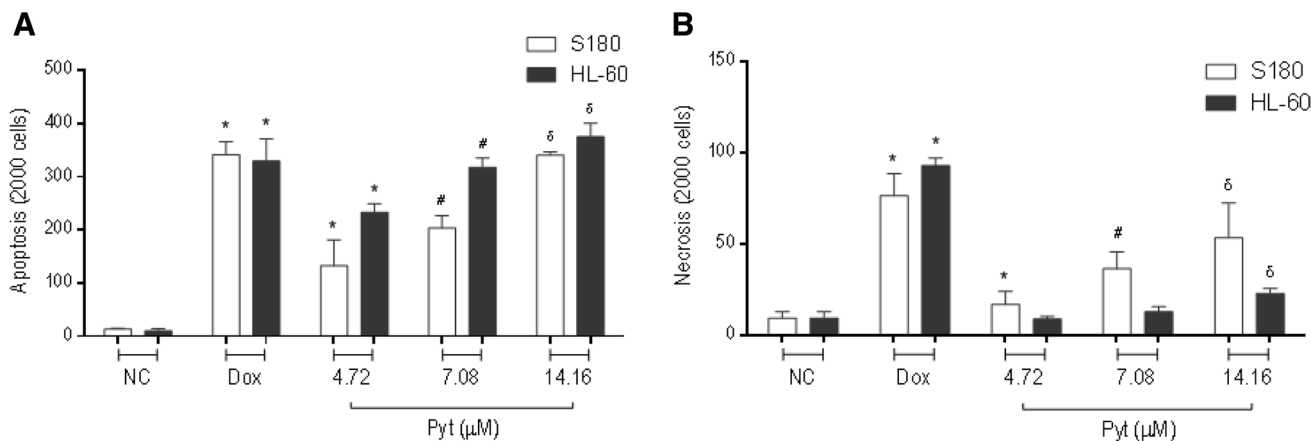 A
S180
HL-60
Apoptosis (2000 cells)
500
400
300
200
100
0
* * * * # # δ δ
NC Dox 4.72 7.08 14.16
Pyt (μM)
B
S180
HL-60
Necrosis (2000 cells)
150
100
50
0
* * * # δ δ
NC Dox 4.72 7.08 14.16
Pyt (μM)